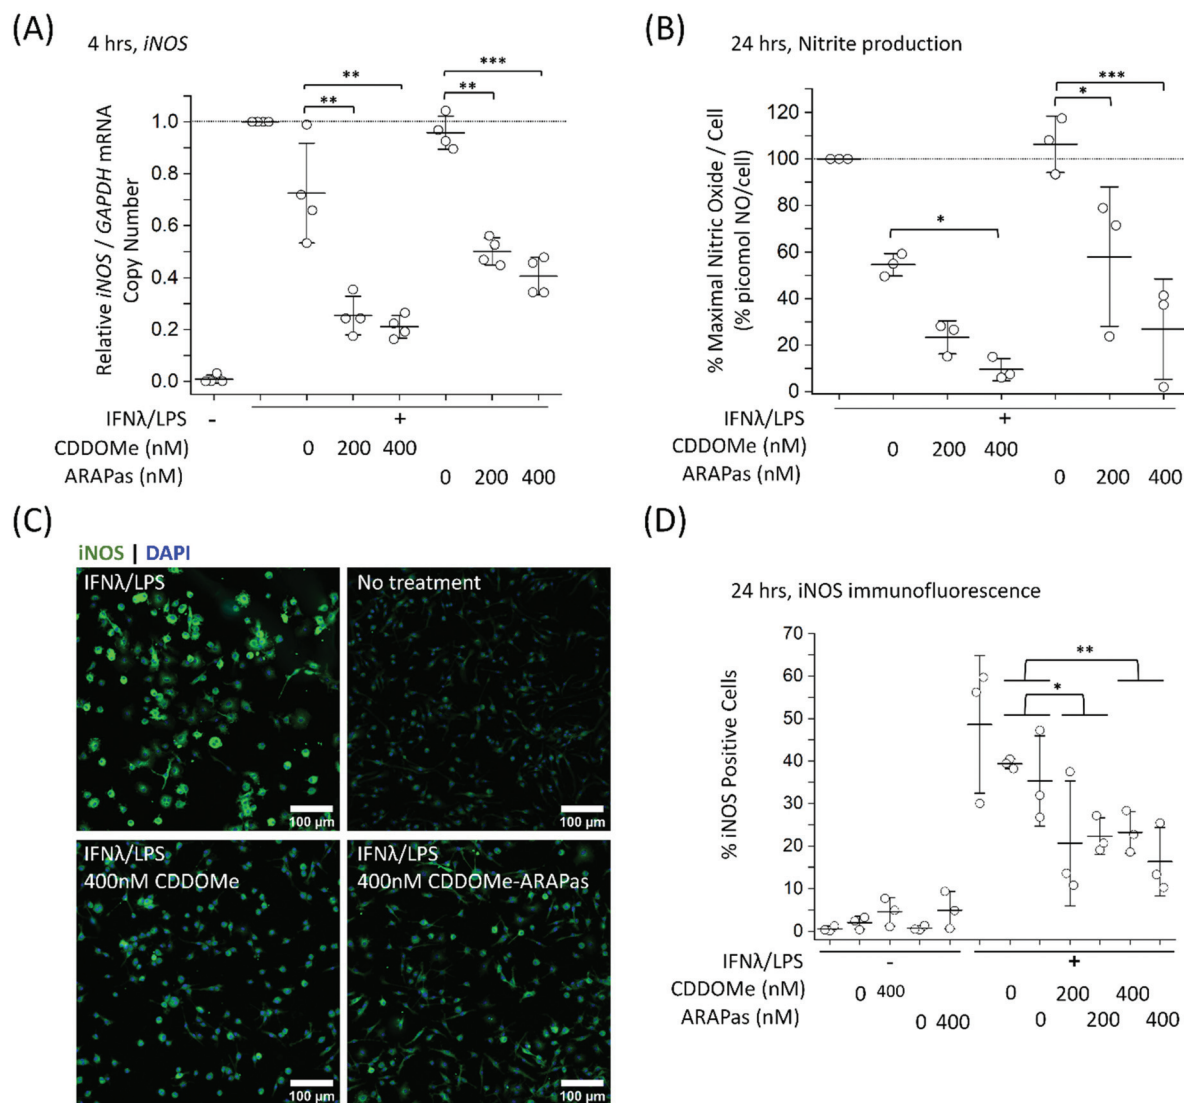 (A)
4 hrs, iNOS
Relative iNOS / GAPDH mRNA
Copy Number
1.0
0.8
0.6
0.4
0.2
0.0
**
**
***
**
IFNλ/LPS - +
CDDOMe (nM) 0 200 400
ARAPas (nM) 0 200 400
(B)
24 hrs, Nitrite production
% Maximal Nitric Oxide / Cell
(% picomol NO/cell)
120
100
80
60
40
20
0
*
***
*
IFNλ/LPS +
CDDOMe (nM) 0 200 400
ARAPas (nM) 0 200 400
(C)
iNOS | DAPI
IFNλ/LPS
100 µm
No treatment
100 µm
IFNλ/LPS
400nM CDDOMe
100 µm
IFNλ/LPS
400nM CDDOMe-ARAPas
100 µm
(D)
24 hrs, iNOS immunofluorescence
% iNOS Positive Cells
70
60
50
40
30
20
10
0
**
*
IFNλ/LPS - +
CDDOMe (nM) 0 400 0 200 400
ARAPas (nM) 0 400 0 200 400